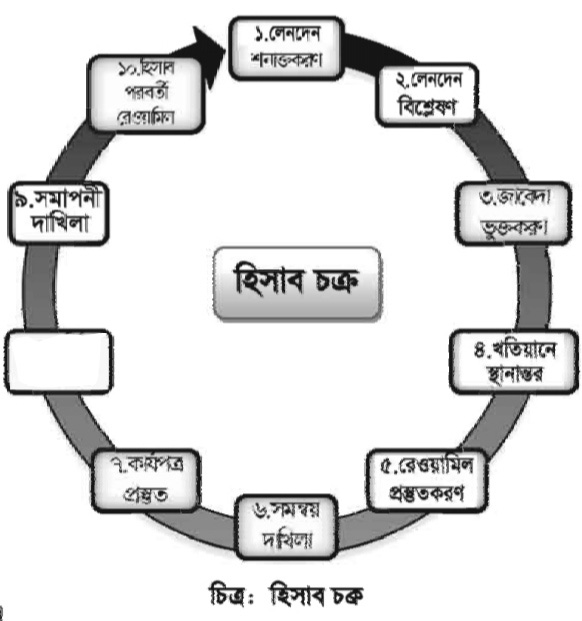 ১.লেনদেন
শনাক্তকরণ
২.লেনদেন
বিশ্লেষণ
৩.জাবেদা
ভুক্তকরণ
৪.খতিয়ানে
স্থানান্তর
৫.রেওয়ামিল
প্রস্তুতকরণ
৬.সমন্বয়
দাখিলা
৭.কার্যপত্র
প্রস্তুত
৯.সমাপনী
দাখিলা
১০.হিসাব
পরবর্তী
রেওয়ামিল
হিসাব চক্র
চিত্র: হিসাব চক্র